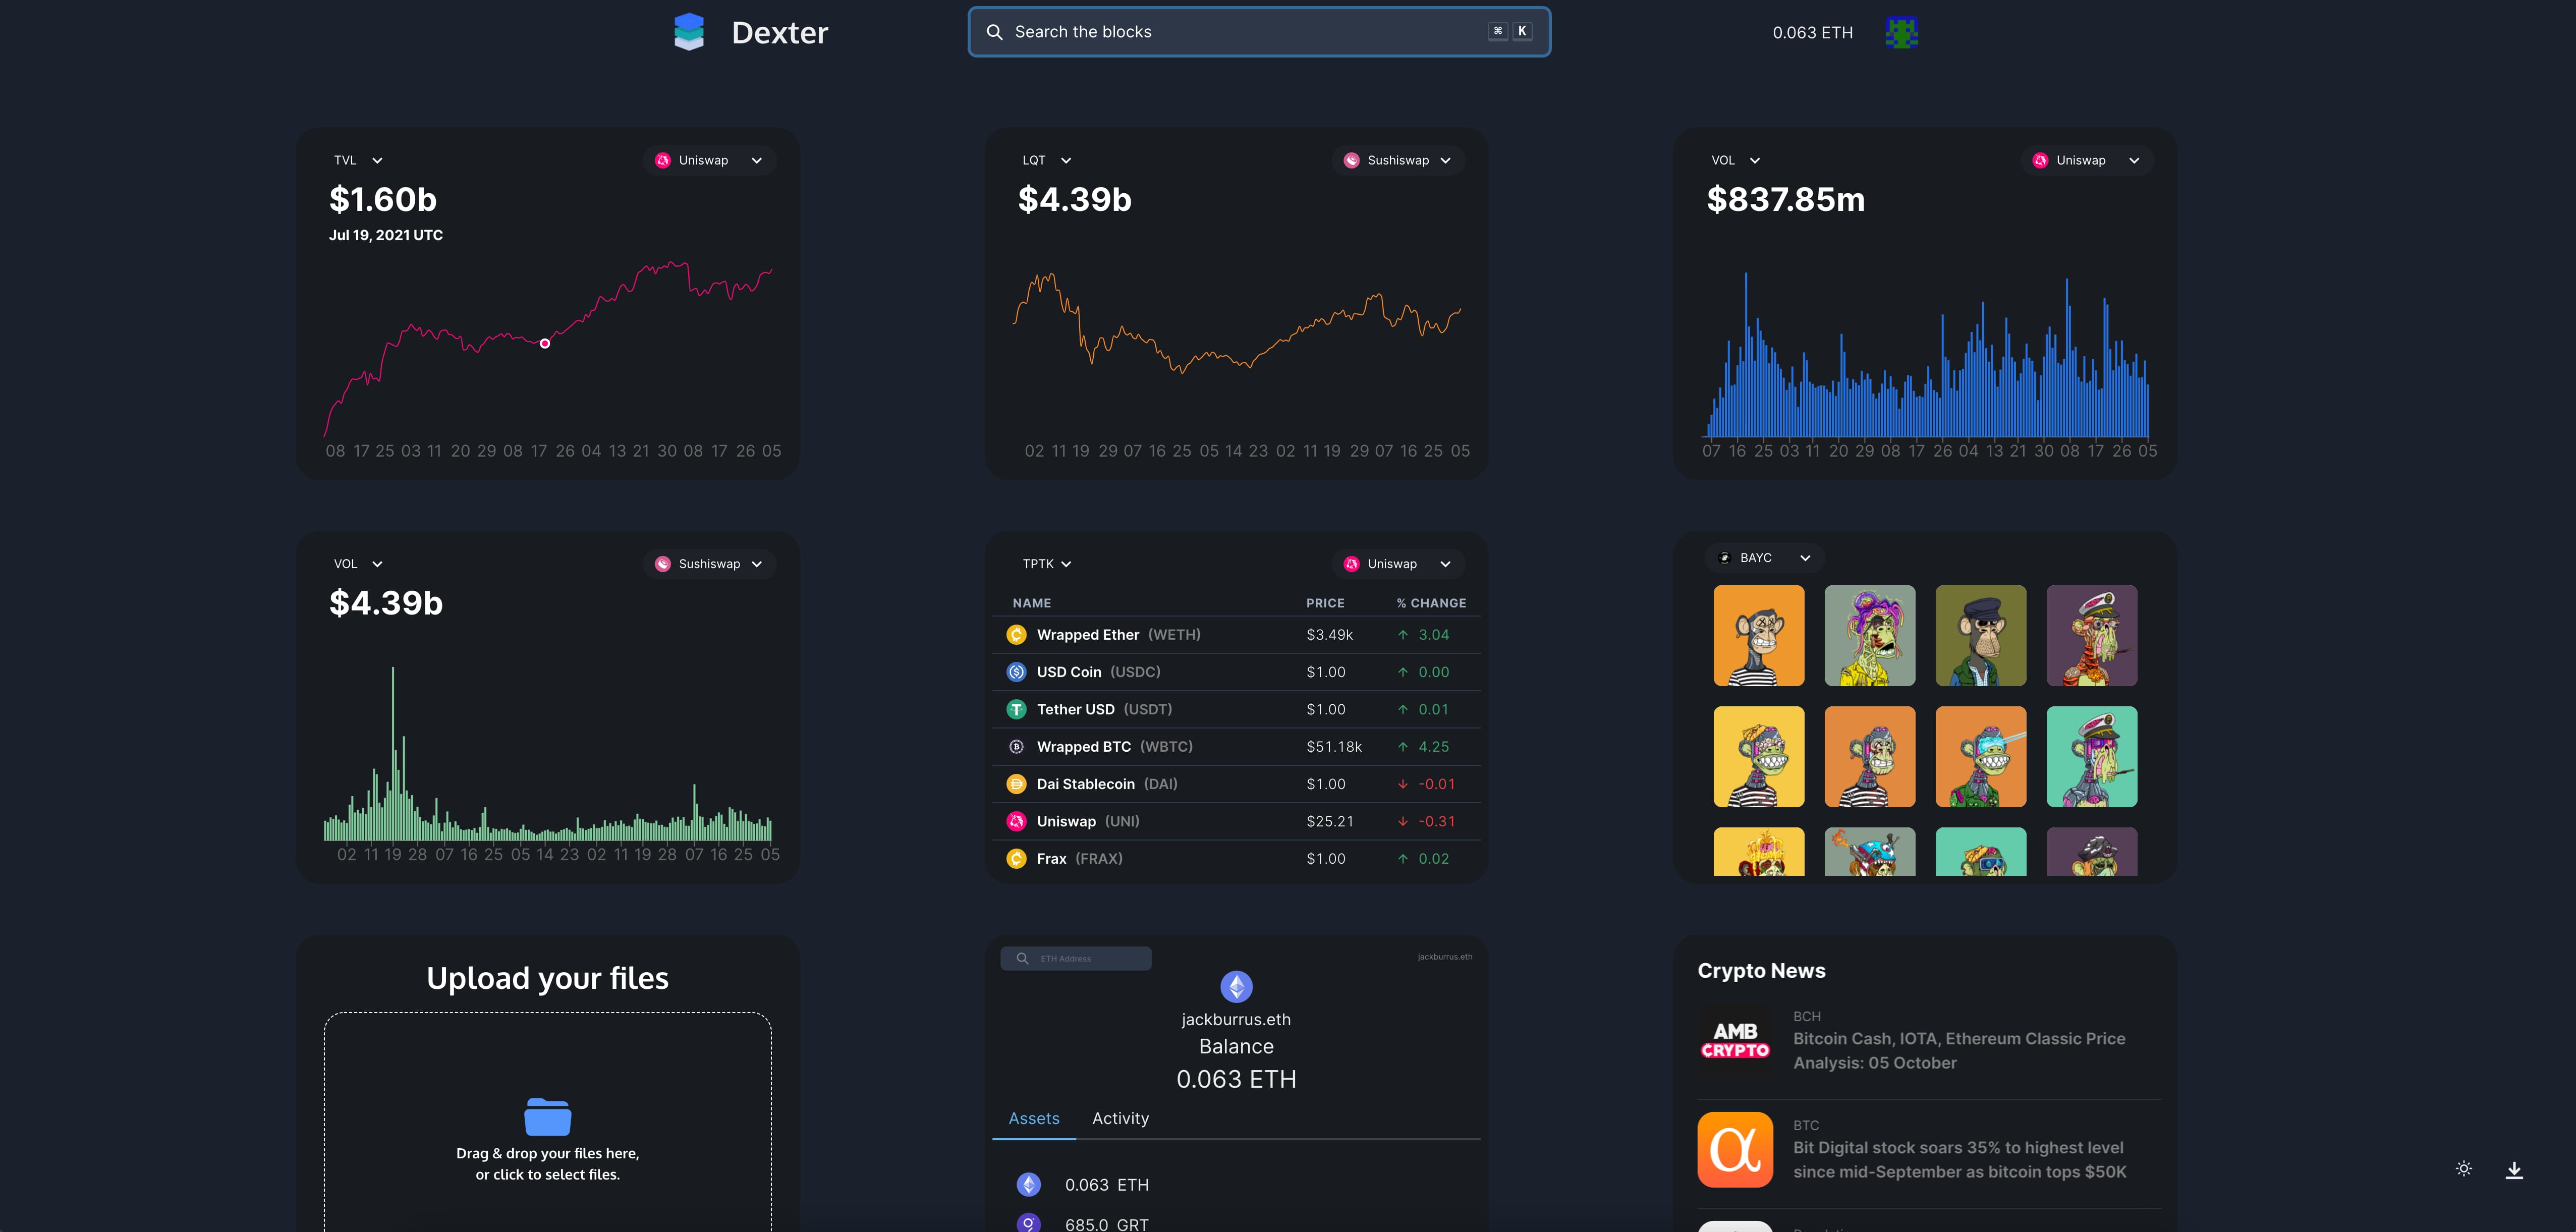 Dexter
Search the blocks
⌘ K
0.063 ETH
TVL
Uniswap
$1.60b
Jul 19, 2021 UTC
08 17 25 03 11 20 29 08 17 26 04 13 21 30 08 17 26 05
LQT
Sushiswap
$4.39b
02 11 19 29 07 16 25 05 14 23 02 11 19 29 07 16 25 05
VOL
Uniswap
$837.85m
07 16 25 03 11 20 29 08 17 26 04 13 21 30 08 17 26 05
VOL
Sushiswap
$4.39b
02 11 19 28 07 16 25 05 14 23 02 11 19 28 07 16 25 05
TPTK
Uniswap
NAME PRICE % CHANGE
Wrapped Ether (WETH) $3.49k ↑ 3.04
USD Coin (USDC) $1.00 ↑ 0.00
Tether USD (USDT) $1.00 ↑ 0.01
Wrapped BTC (WBTC) $51.18k ↑ 4.25
Dai Stablecoin (DAI) $1.00 ↓ -0.01
Uniswap (UNI) $25.21 ↓ -0.31
Frax (FRAX) $1.00 ↑ 0.02
BAYC
Upload your files
Drag & drop your files here,
or click to select files.
ETH Address
jackburrus.eth
jackburrus.eth
Balance
0.063 ETH
Assets Activity
0.063 ETH
685.0 GRT
Crypto News
AMB
CRYPTO
BCH
Bitcoin Cash, IOTA, Ethereum Classic Price
Analysis: 05 October
α
BTC
Bit Digital stock soars 35% to highest level
since mid-September as bitcoin tops $50K